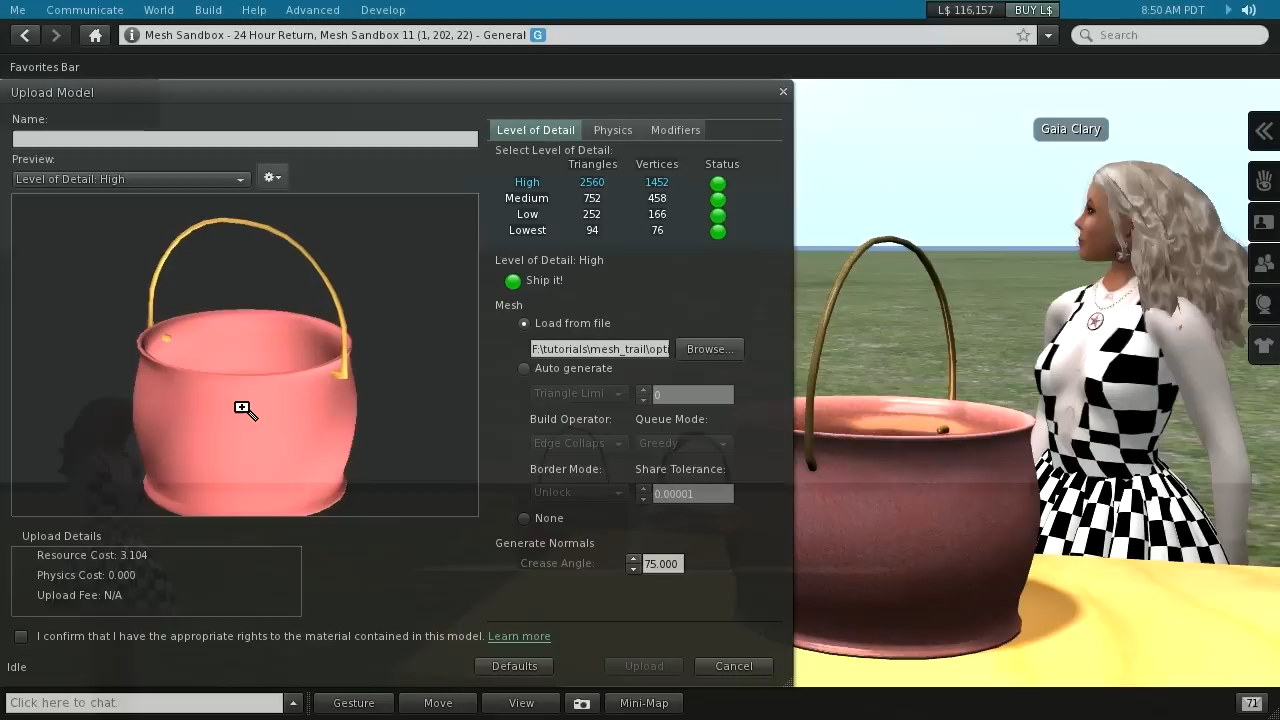 Me Communicate World Build Help Advanced Develop L$ 116,157 BUY L$ 8:50 AM PDT
Mesh Sandbox - 24 Hour Return, Mesh Sandbox 11 (1, 202, 22) - General G Search
Favorites Bar
Upload Model
Name:
Preview:
Level of Detail: High
Upload Details
Resource Cost: 3.104
Physics Cost: 0.000
Upload Fee: N/A
Level of Detail Physics Modifiers
Select Level of Detail:
Triangles Vertices Status
High 2560 1452
Medium 752 458
Low 252 166
Lowest 94 76
Level of Detail: High
Ship it!
Mesh
Load from file
F:\tutorials\mesh_trail\opti Browse...
Auto generate
Triangle Limi 0
Build Operator: Queue Mode:
Edge Collaps Greedy
Border Mode: Share Tolerance:
Unlock 0.00001
None
Generate Normals
Crease Angle: 75.000
I confirm that I have the appropriate rights to the material contained in this model. Learn more
Idle
Defaults Upload Cancel
Gaia Clary
Click here to chat. Gesture Move View Mini-Map 71